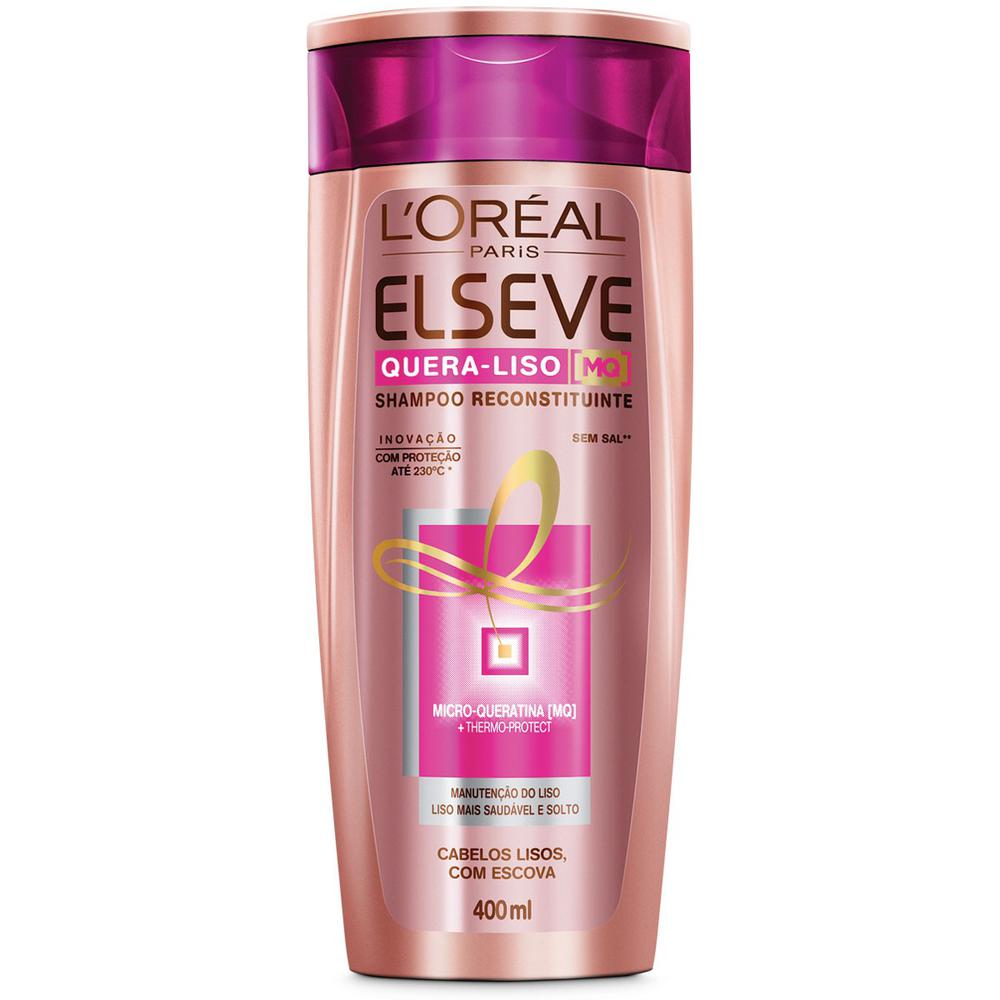 L'ORÉAL
PARiS
ELSEVE
QUERA-LISO [MQ]
SHAMPOO RECONSTITUINTE
INOVAÇÃO
COM PROTEÇÃO
ATÉ 230ºC *
SEM SAL**
MICRO-QUERATINA [MQ]
+ THERMO-PROTECT
MANUTENÇÃO DO LISO
LISO MAIS SAUDÁVEL E SOLTO
CABELOS LISOS,
COM ESCOVA
400ml